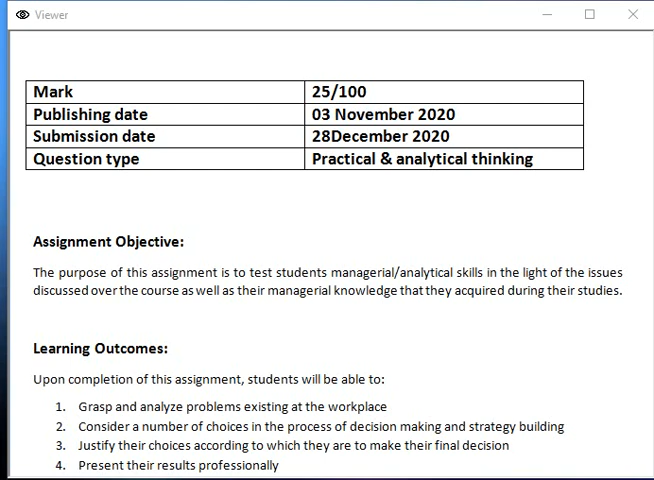 Viewer
Mark 25/100
Publishing date 03 November 2020
Submission date 28December 2020
Question type Practical & analytical thinking
Assignment Objective:
The purpose of this assignment is to test students managerial/analytical skills in the light of the issues
discussed over the course as well as their managerial knowledge that they acquired during their studies.
Learning Outcomes:
Upon completion of this assignment, students will be able to:
1. Grasp and analyze problems existing at the workplace
2. Consider a number of choices in the process of decision making and strategy building
3. Justify their choices according to which they are to make their final decision
4. Present their results professionally